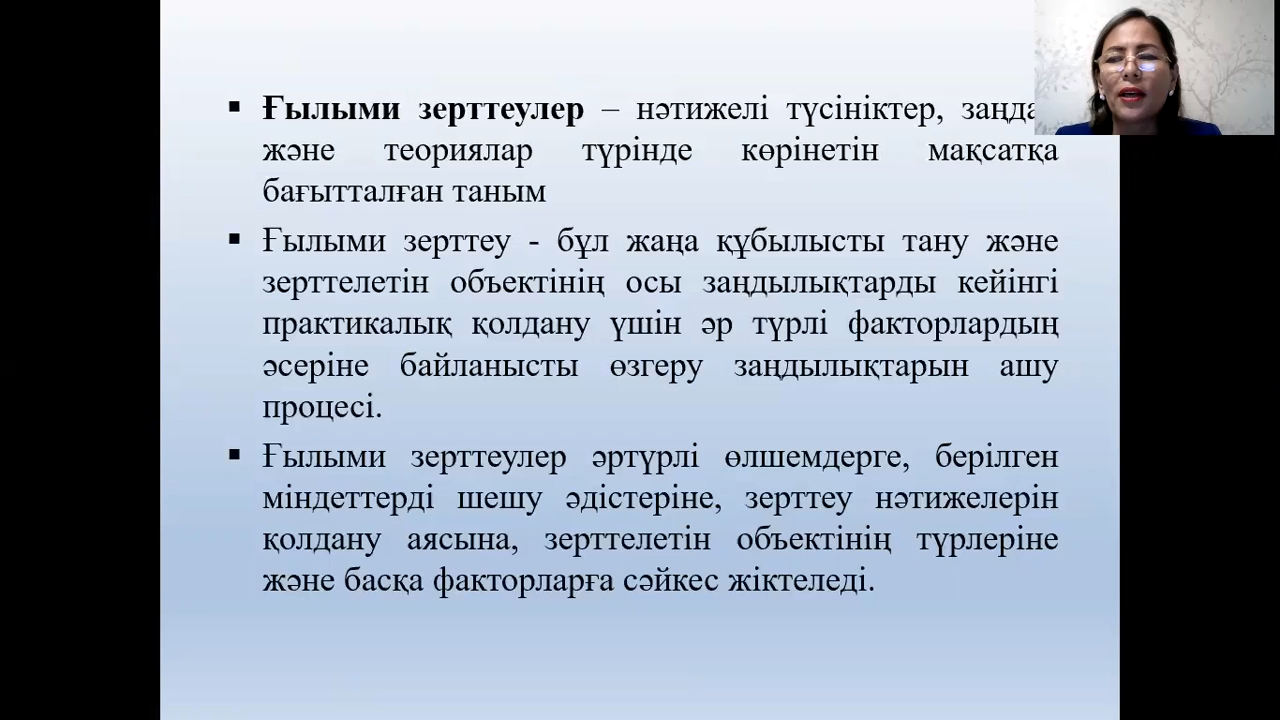 ▪ Ғылыми зерттеулер – нәтижелі түсініктер,
және теориялар түрінде көрінетін мақсатқа
бағытталған таным
▪ Ғылыми зерттеу - бұл жаңа құбылысты тану және
зерттелетін объектінің осы заңдылықтарды кейінгі
практикалық қолдану үшін әр түрлі факторлардың
әсеріне байланысты өзгеру заңдылықтарын ашу
процесі.
▪ Ғылыми зерттеулер әртүрлі өлшемдерге, берілген
міндеттерді шешу әдістеріне, зерттеу нәтижелерін
қолдану аясына, зерттелетін объектінің түрлеріне
және басқа факторларға сәйкес жіктеледі.